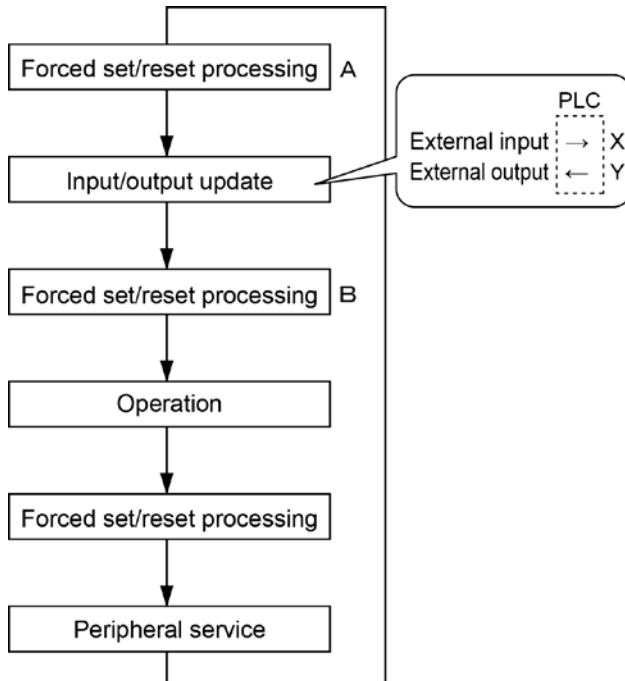 Forced set/reset processing A
PLC
External input → X
External output ← Y
Input/output update
Forced set/reset processing B
Operation
Forced set/reset processing
Peripheral service